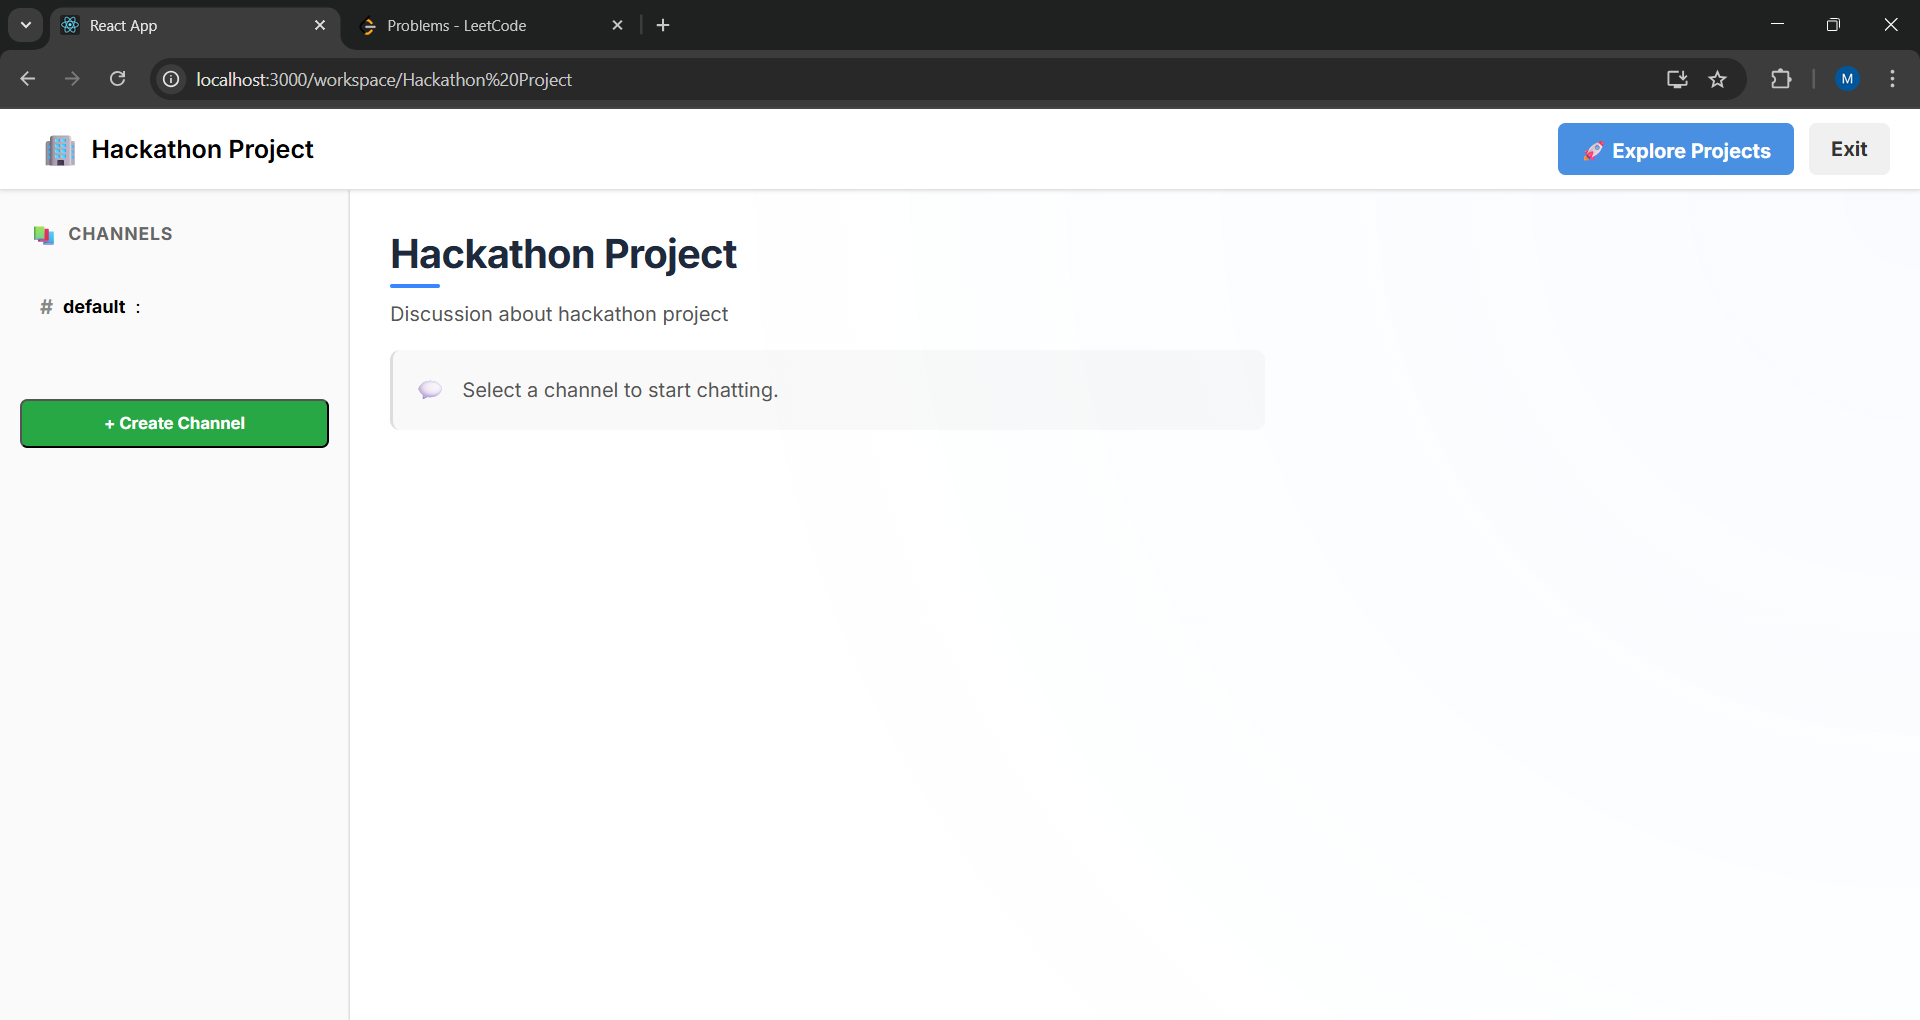 React App
Problems - LeetCode
localhost:3000/workspace/Hackathon%20Project
M
Hackathon Project
🚀 Explore Projects
Exit
CHANNELS
# default :
+ Create Channel
Hackathon Project
Discussion about hackathon project
Select a channel to start chatting.